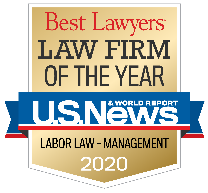 Best Lawyers
LAW FIRM
OF THE YEAR
U.S.News
& WORLD REPORT
LABOR LAW - MANAGEMENT
2020